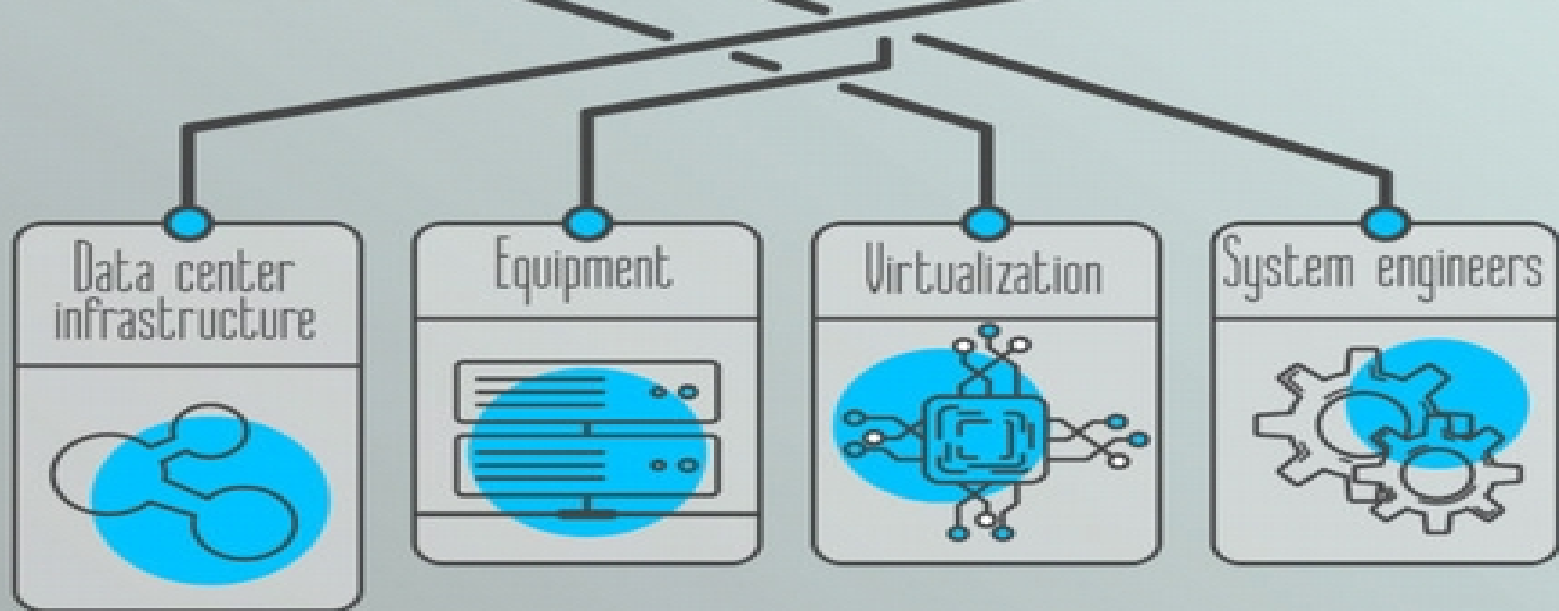 Data center
infrastructure
Equipment
Virtualization
System engineers